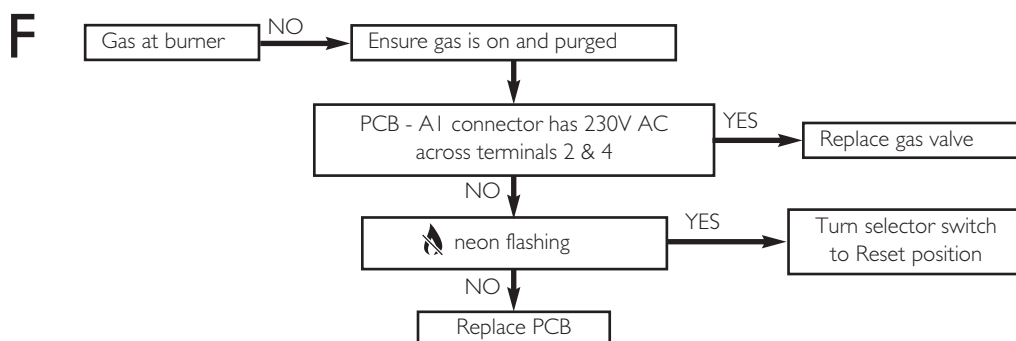 F
Gas at burner
NO
Ensure gas is on and purged
PCB - A1 connector has 230V AC
across terminals 2 & 4
YES
Replace gas valve
NO
neon flashing
YES
Turn selector switch
to Reset position
NO
Replace PCB